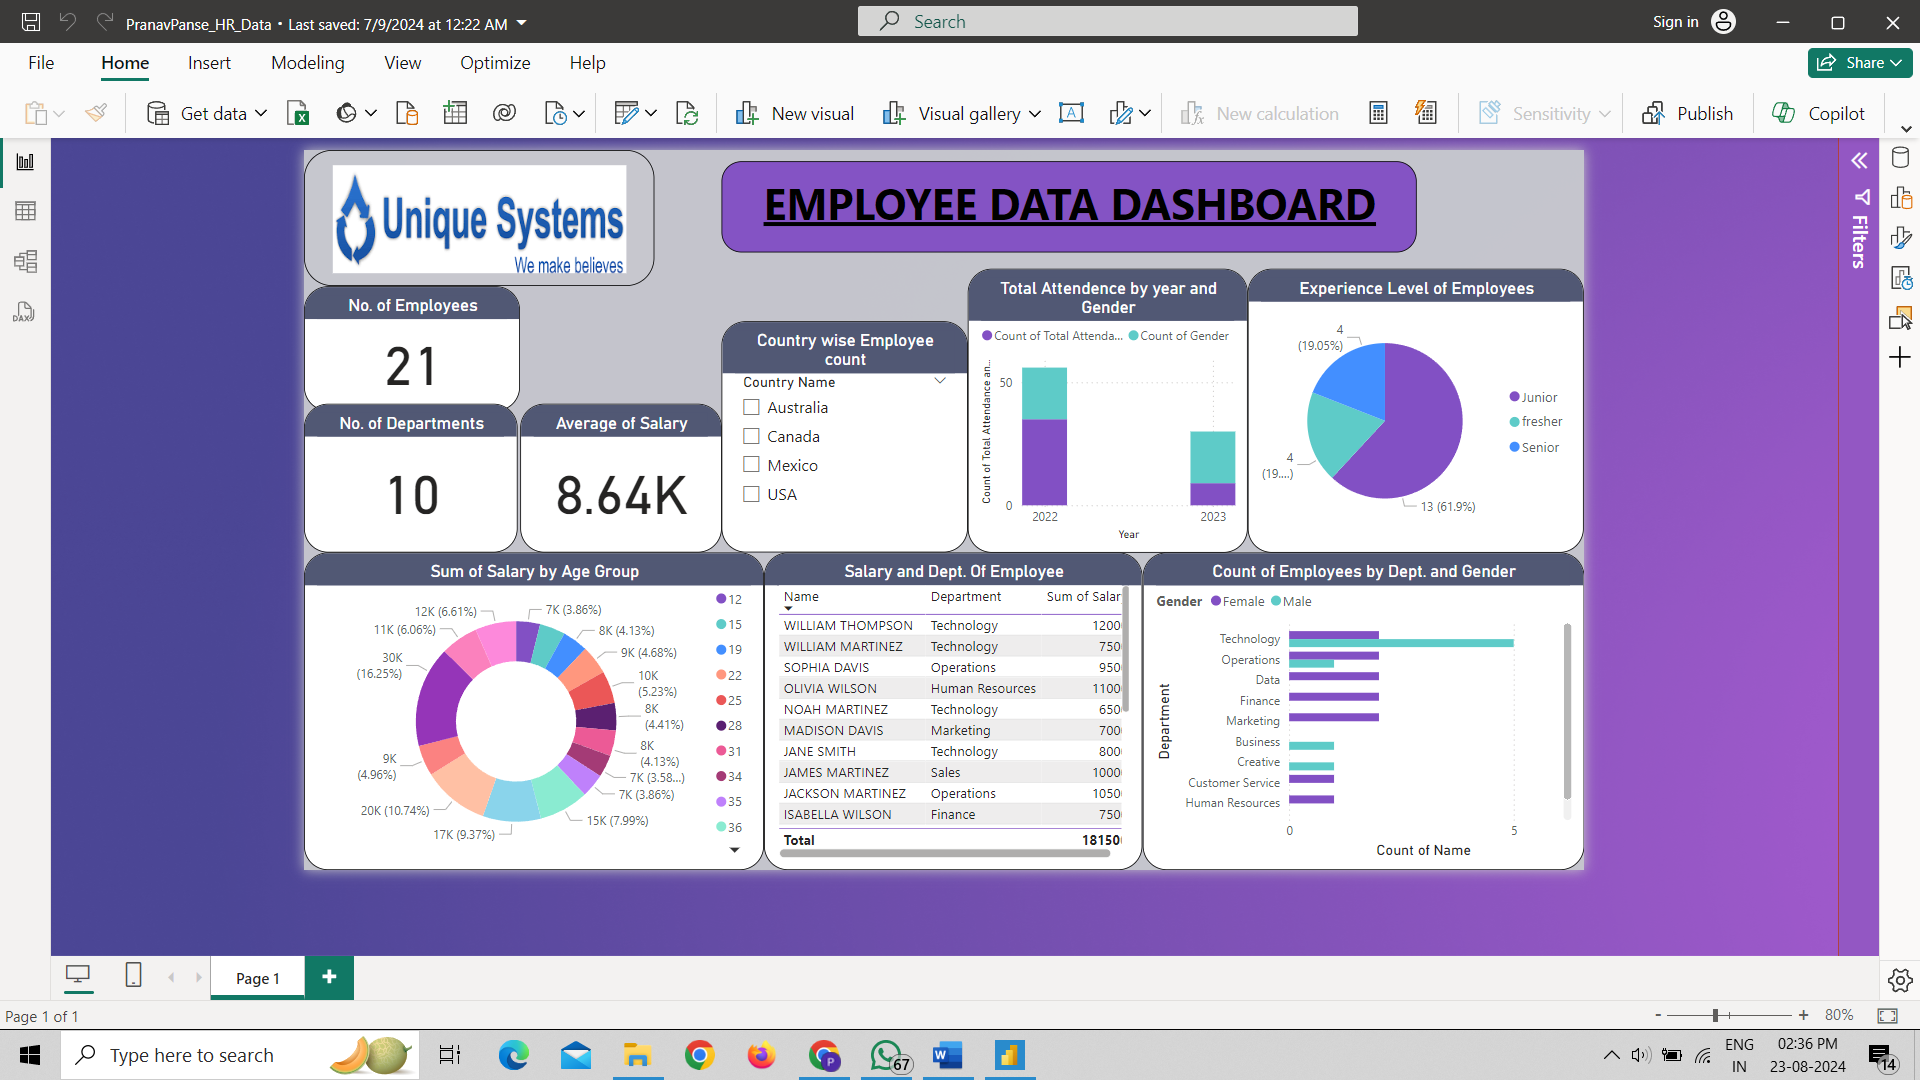 PranavPanse_HR_Data • Last saved: 7/9/2024 at 12:22 AM
Search
Sign in
File Home Insert Modeling View Optimize Help
Share
Get data
New visual
Visual gallery
New calculation
Sensitivity
Publish
Copilot
DAX
Unique Systems
We make believes
EMPLOYEE DATA DASHBOARD
Filters
No. of Employees
21
No. of Departments
10
Average of Salary
8.64K
Country wise Employee
count
Country Name
Australia
Canada
Mexico
USA
Total Attendence by year and
Gender
Count of Total Attenda... Count of Gender
Count of Total Attendance an...
50
0
2022 2023
Year
Experience Level of Employees
4
(19.05%)
4
(19....)
13 (61.9%)
Junior
fresher
Senior
Sum of Salary by Age Group
7K (3.86%)
8K (4.13%)
9K (4.68%)
10K
(5.23%)
8K
(4.41%)
8K
(4.13%)
7K (3.58...)
7K (3.86%)
15K (7.99%)
17K (9.37%)
20K (10.74%)
9K
(4.96%)
30K
(16.25%)
11K (6.06%)
12K (6.61%)
12
15
19
22
25
28
31
34
35
36
Salary and Dept. Of Employee
Name Department Sum of Salar
WILLIAM THOMPSON Technology 1200
WILLIAM MARTINEZ Technology 750
SOPHIA DAVIS Operations 950
OLIVIA WILSON Human Resources 1100
NOAH MARTINEZ Technology 650
MADISON DAVIS Marketing 700
JANE SMITH Technology 800
JAMES MARTINEZ Sales 1000
JACKSON MARTINEZ Operations 1050
ISABELLA WILSON Finance 750
Total 18150
Count of Employees by Dept. and Gender
Gender Female Male
Department
Technology
Operations
Data
Finance
Marketing
Business
Creative
Customer Service
Human Resources
0 5
Count of Name
Page 1
Page 1 of 1
- + 80%
Type here to search
67
ENG
IN
02:36 PM
23-08-2024
14